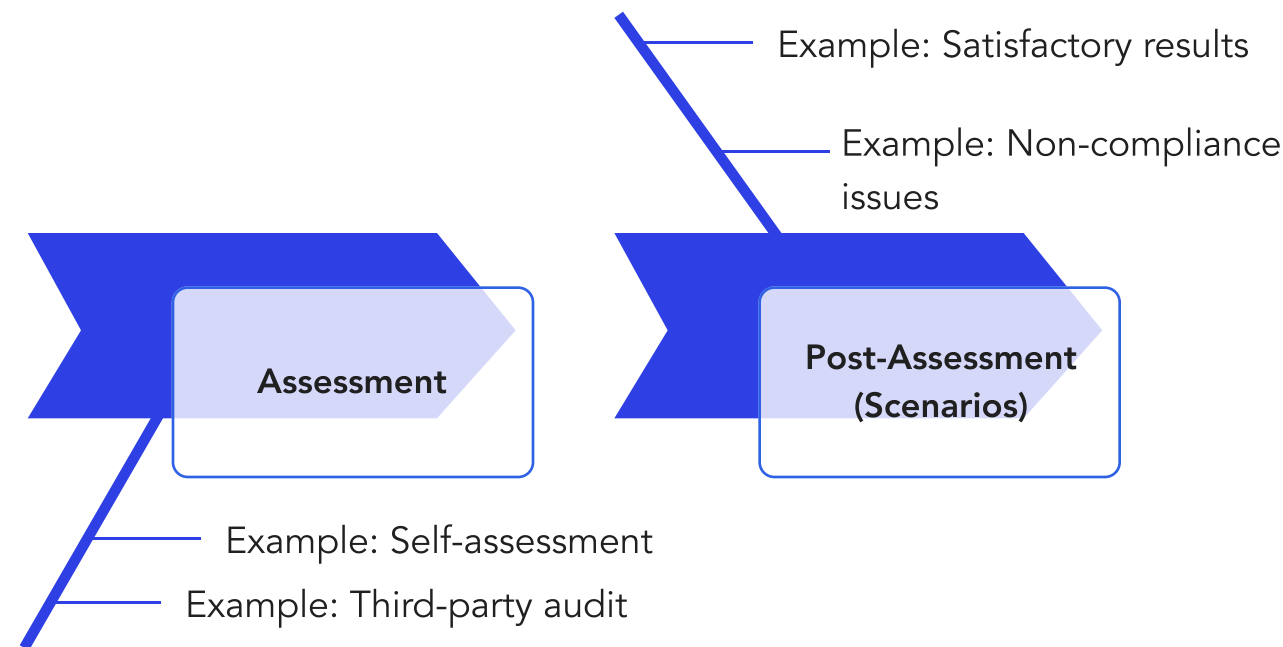 Example: Satisfactory results
Example: Non-compliance
issues
Assessment
Post-Assessment
(Scenarios)
Example: Self-assessment
Example: Third-party audit